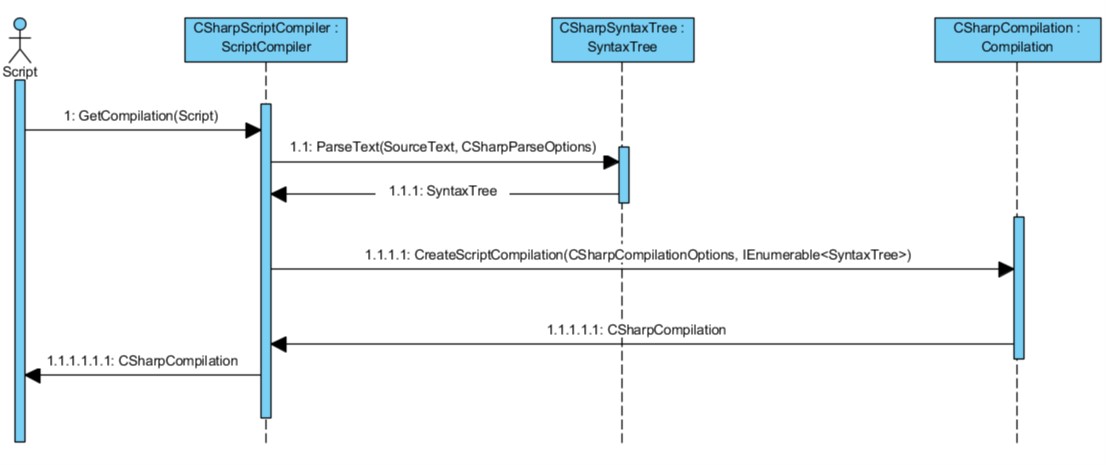 CSharpScriptCompiler :
ScriptCompiler
CSharpSyntaxTree :
SyntaxTree
CSharpCompilation :
Compilation
Script
1: GetCompilation(Script)
1.1: ParseText(SourceText, CSharpParseOptions)
1.1.1: SyntaxTree
1.1.1.1: CreateScriptCompilation(CSharpCompilationOptions, IEnumerable<SyntaxTree>)
1.1.1.1.1: CSharpCompilation
1.1.1.1.1.1: CSharpCompilation